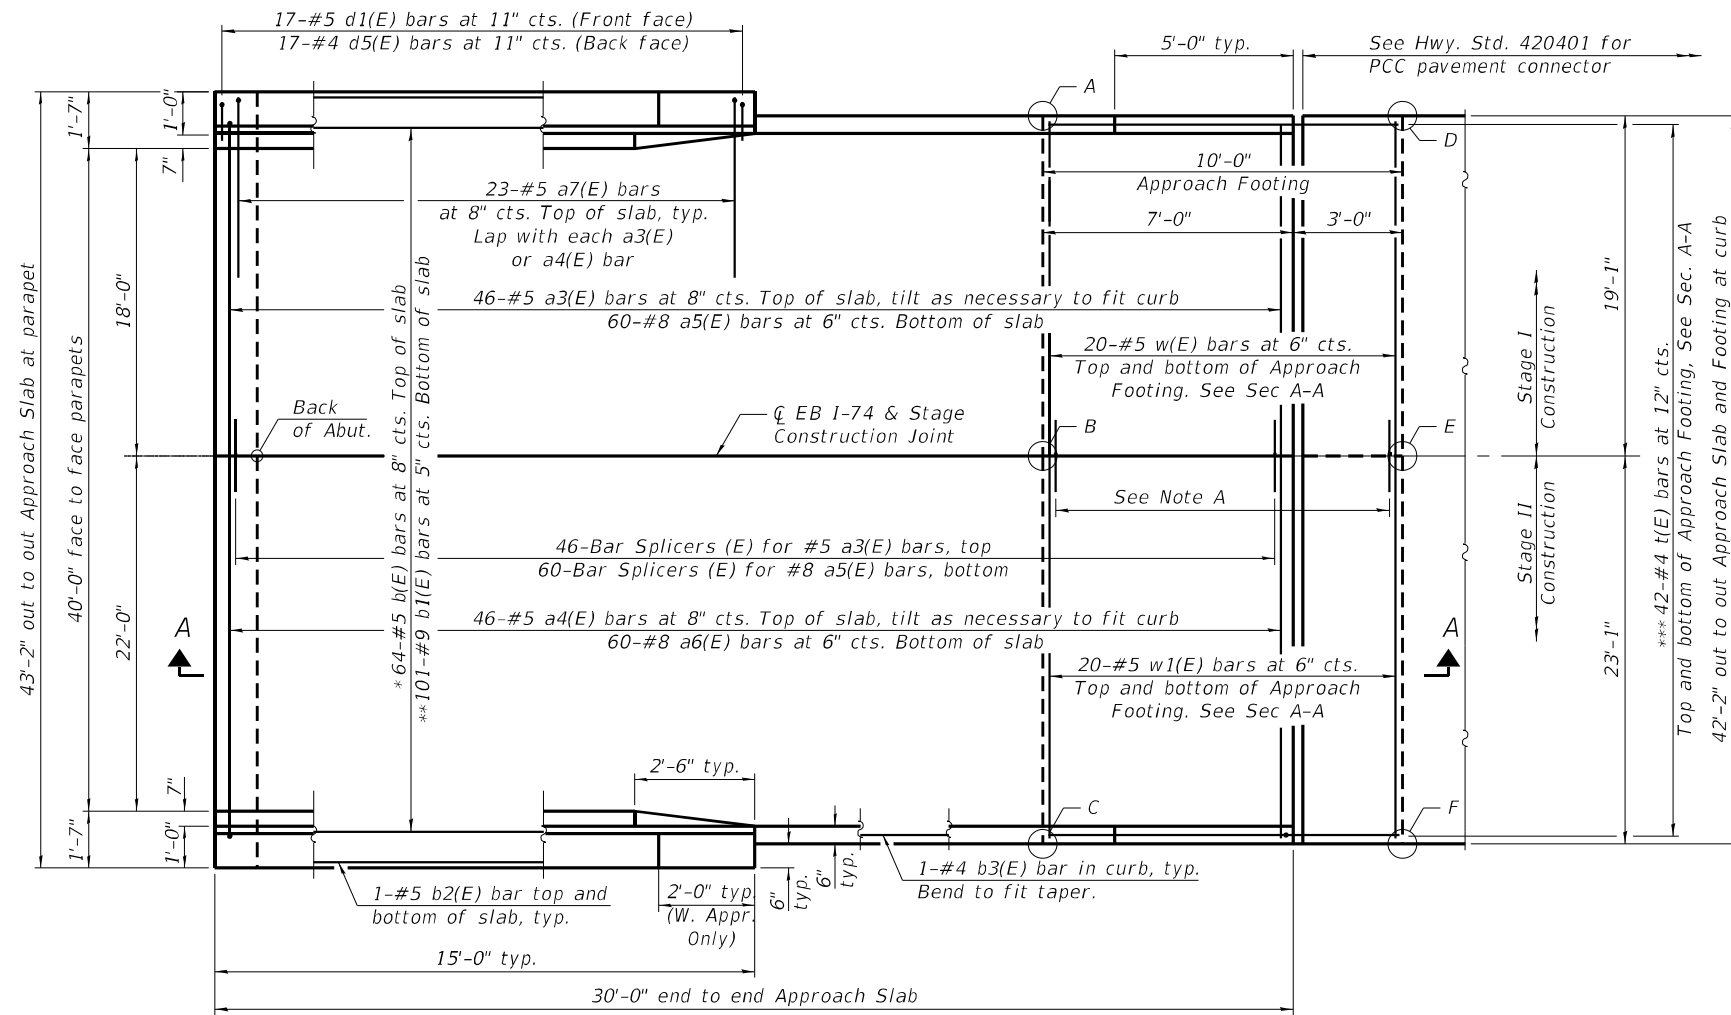 17-#5 d1(E) bars at 11" cts. (Front face)
17-#4 d5(E) bars at 11" cts. (Back face)
5'-0" typ.
See Hwy. Std. 420401 for
PCC pavement connector
A
D
1'-7"
1'-0"
7"
10'-0"
Approach Footing
7'-0"
3'-0"
23-#5 a7(E) bars
at 8" cts. Top of slab, typ.
Lap with each a3(E)
or a4(E) bar
46-#5 a3(E) bars at 8" cts. Top of slab, tilt as necessary to fit curb
60-#8 a5(E) bars at 6" cts. Bottom of slab
20-#5 w(E) bars at 6" cts.
Top and bottom of Approach
Footing. See Sec A-A
43'-2" out to out Approach Slab at parapet
40'-0" face to face parapets
18'-0"
22'-0"
*64-#5 b(E) bars at 8" cts. Top of slab
**101-#9 b1(E) bars at 5" cts. Bottom of slab
Back
of Abut.
℄ EB I-74 & Stage
Construction Joint
B
E
See Note A
Stage I
Construction
Stage II
Construction
19'-1"
23'-1"
***42-#4 t(E) bars at 12" cts.
Top and bottom of Approach Footing, See Sec. A-A
42'-2" out to out Approach Slab and Footing at curb
46-Bar Splicers (E) for #5 a3(E) bars, top
60-Bar Splicers (E) for #8 a5(E) bars, bottom
46-#5 a4(E) bars at 8" cts. Top of slab, tilt as necessary to fit curb
60-#8 a6(E) bars at 6" cts. Bottom of slab
A
A
20-#5 w1(E) bars at 6" cts.
Top and bottom of Approach
Footing. See Sec A-A
2'-6" typ.
C
F
7"
1'-7"
1'-0"
1-#5 b2(E) bar top and
bottom of slab, typ.
2'-0" typ.
(W. Appr.
Only)
6"
typ.
6"
typ.
1-#4 b3(E) bar in curb, typ.
Bend to fit taper.
15'-0" typ.
30'-0" end to end Approach Slab